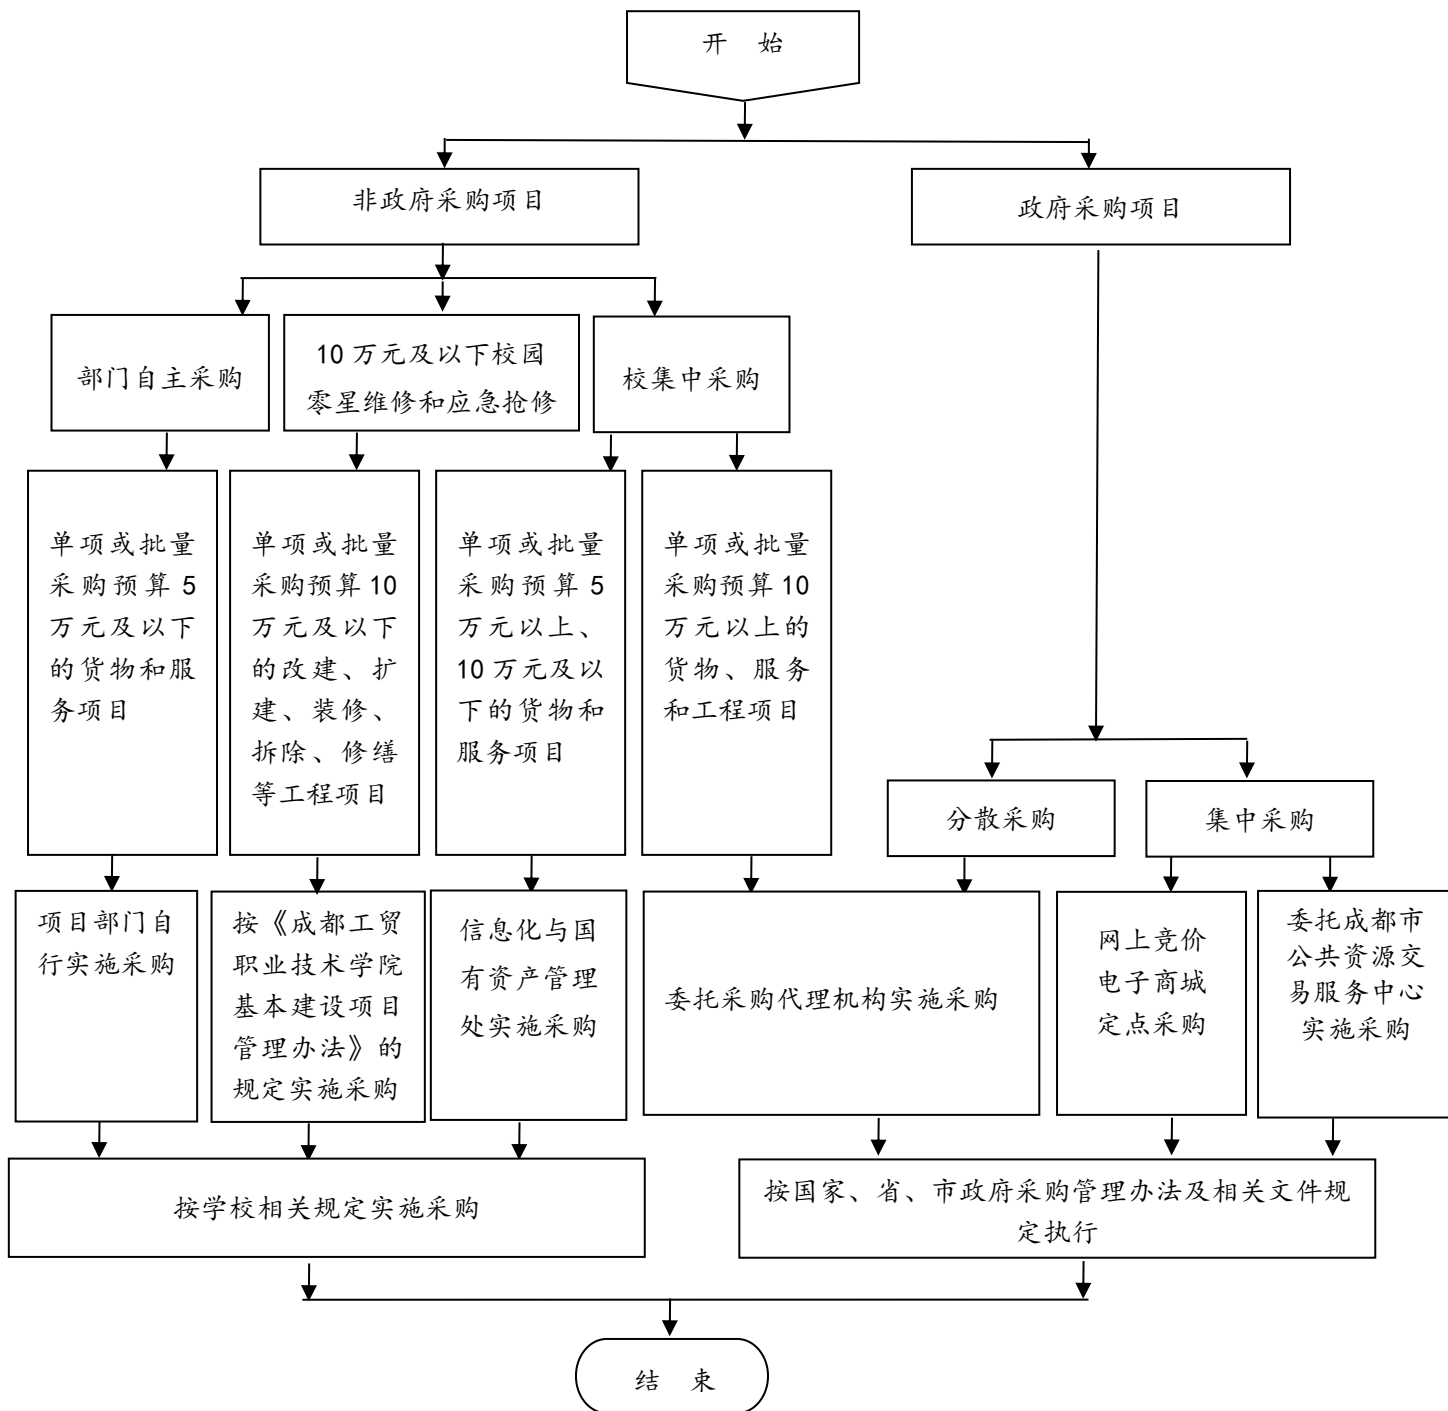 开 始
非政府采购项目
政府采购项目
部门自主采购
10 万元及以下校园
零星维修和应急抢修
校集中采购
单项或批量
采购预算 5
万元及以下
的货物和服
务项目
单项或批量
采购预算 10
万元及以下
的改建、扩
建、装修、
拆除、修缮
等工程项目
单项或批量
采购预算 5
万元以上、
10 万元及以
下的货物和
服务项目
单项或批量
采购预算 10
万元以上的
货物、服务
和工程项目
分散采购
集中采购
项目部门自
行实施采购
按《成都工贸
职业技术学院
基本建设项目
管理办法》的
规定实施采购
信息化与国
有资产管理
处实施采购
委托采购代理机构实施采购
网上竞价
电子商城
定点采购
委托成都市
公共资源交
易服务中心
实施采购
按学校相关规定实施采购
按国家、省、市政府采购管理办法及相关文件规
定执行
结 束